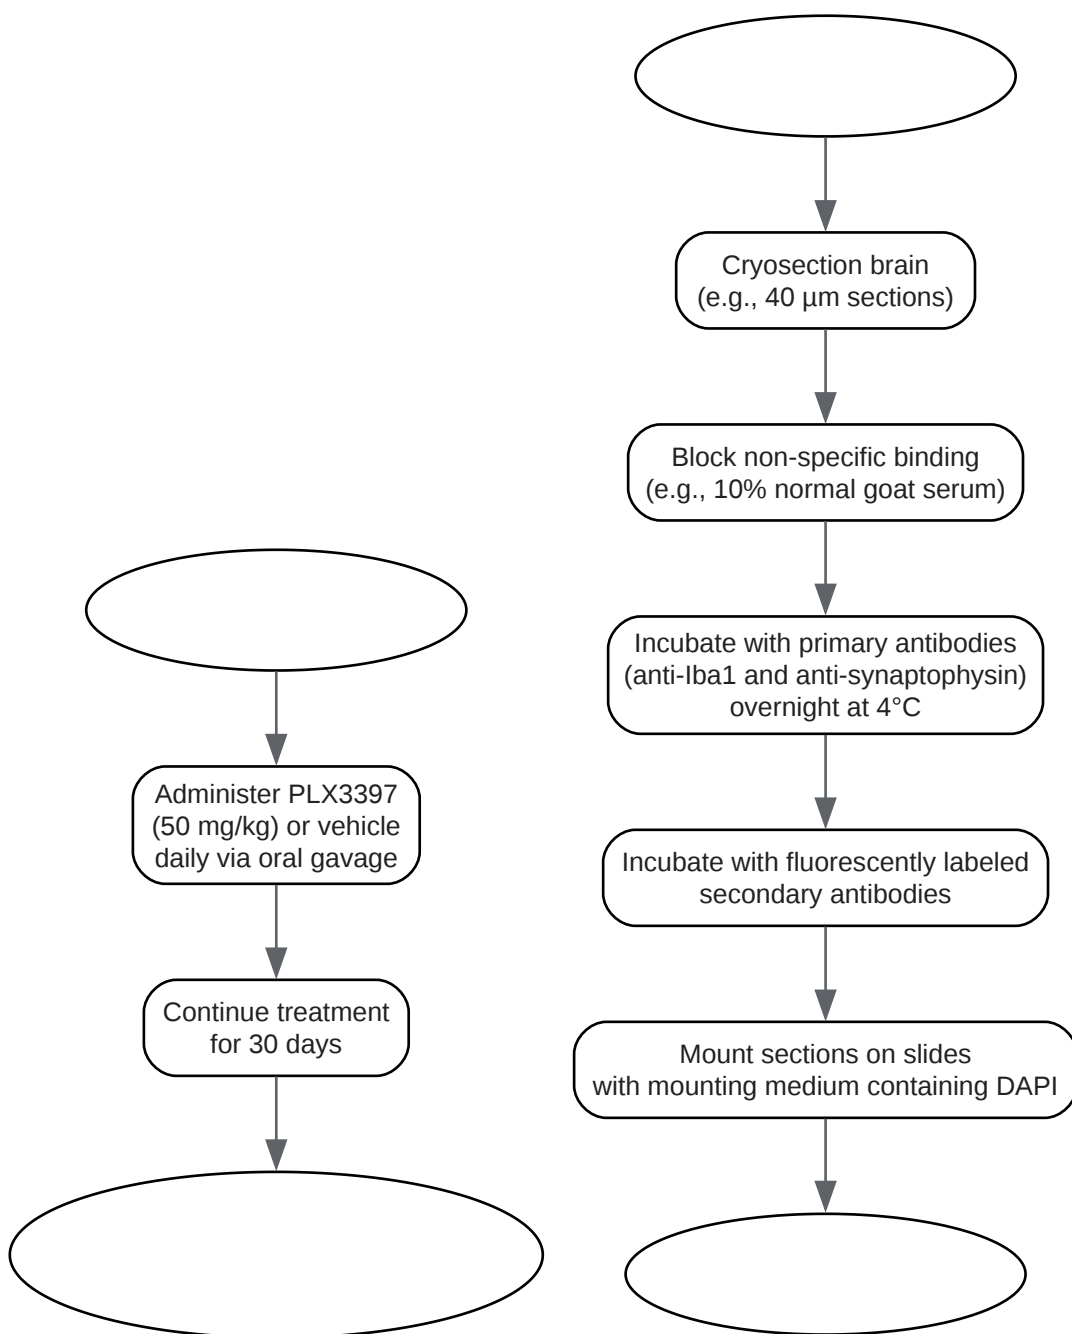 Cryosection brain
(e.g., 40 µm sections)
Block non-specific binding
(e.g., 10% normal goat serum)
Incubate with primary antibodies
(anti-Iba1 and anti-synaptophysin)
overnight at 4°C
Incubate with fluorescently labeled
secondary antibodies
Mount sections on slides
with mounting medium containing DAPI
Administer PLX3397
(50 mg/kg) or vehicle
daily via oral gavage
Continue treatment
for 30 days